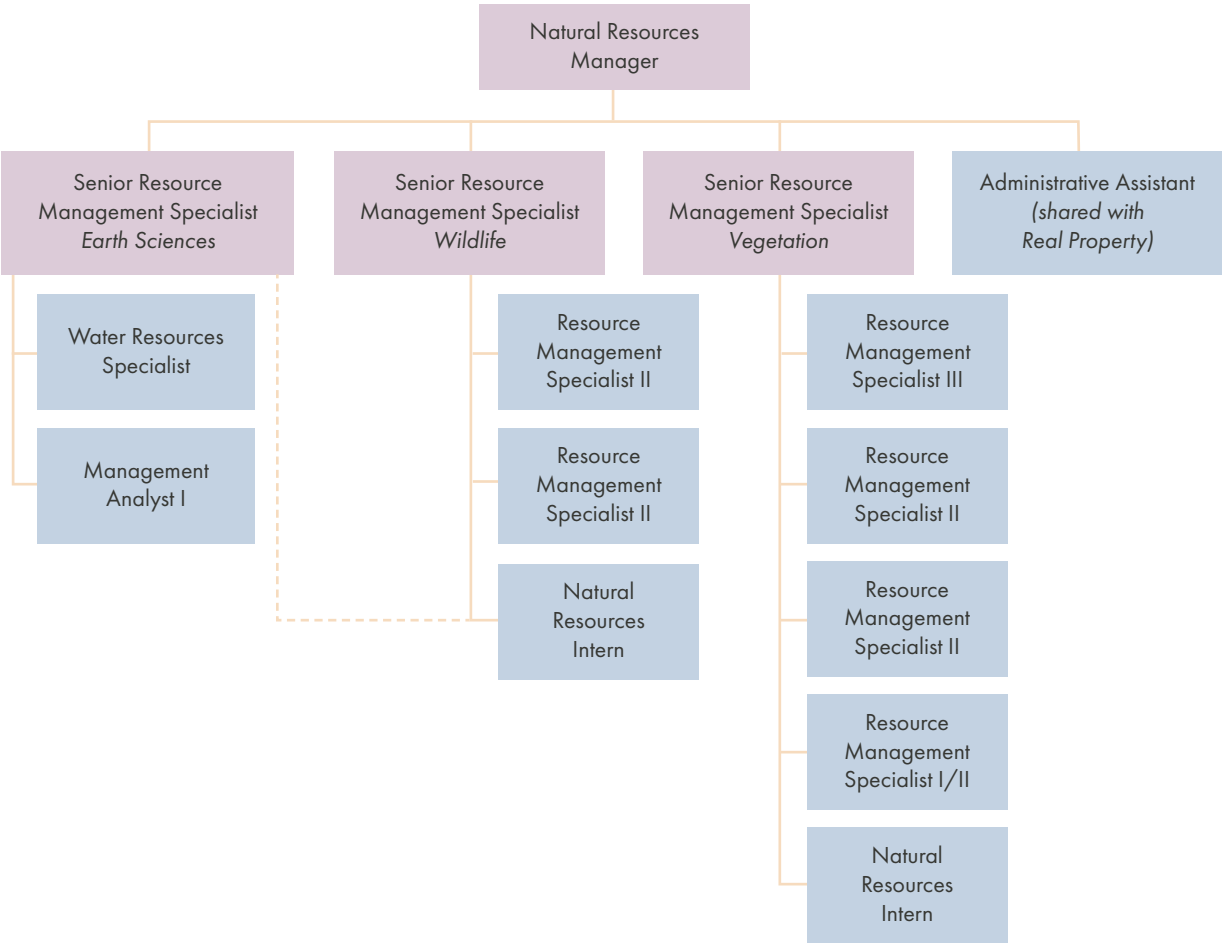 Natural Resources
Manager
Senior Resource
Management Specialist
Earth Sciences
Senior Resource
Management Specialist
Wildlife
Senior Resource
Management Specialist
Vegetation
Administrative Assistant
(shared with
Real Property)
Water Resources
Specialist
Management
Analyst I
Resource
Management
Specialist II
Resource
Management
Specialist II
Natural
Resources
Intern
Resource
Management
Specialist III
Resource
Management
Specialist II
Resource
Management
Specialist II
Resource
Management
Specialist I/II
Natural
Resources
Intern